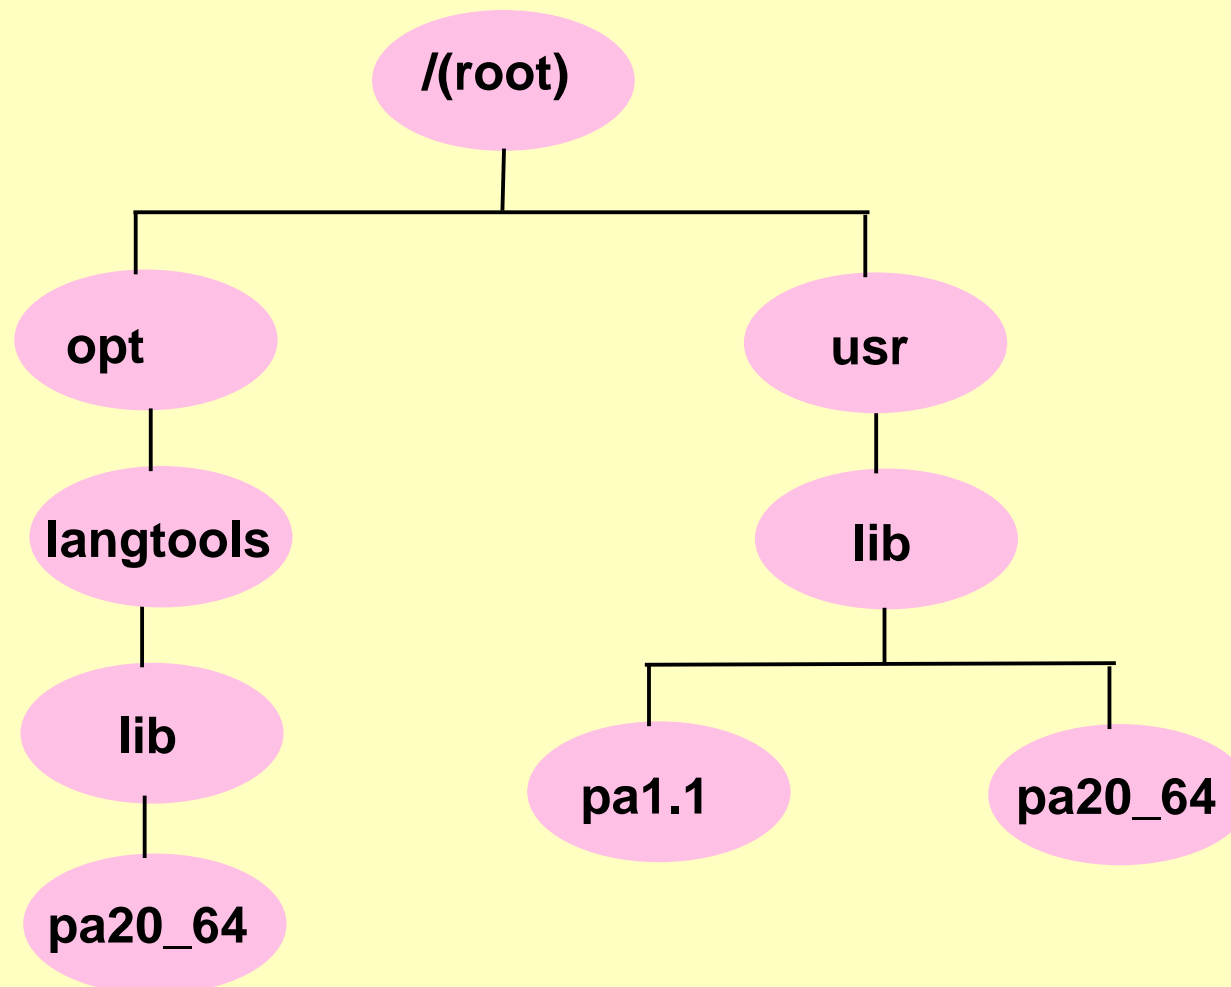 /(root)
opt
usr
langtools
lib
lib
pa1.1
pa20_64
pa20_64